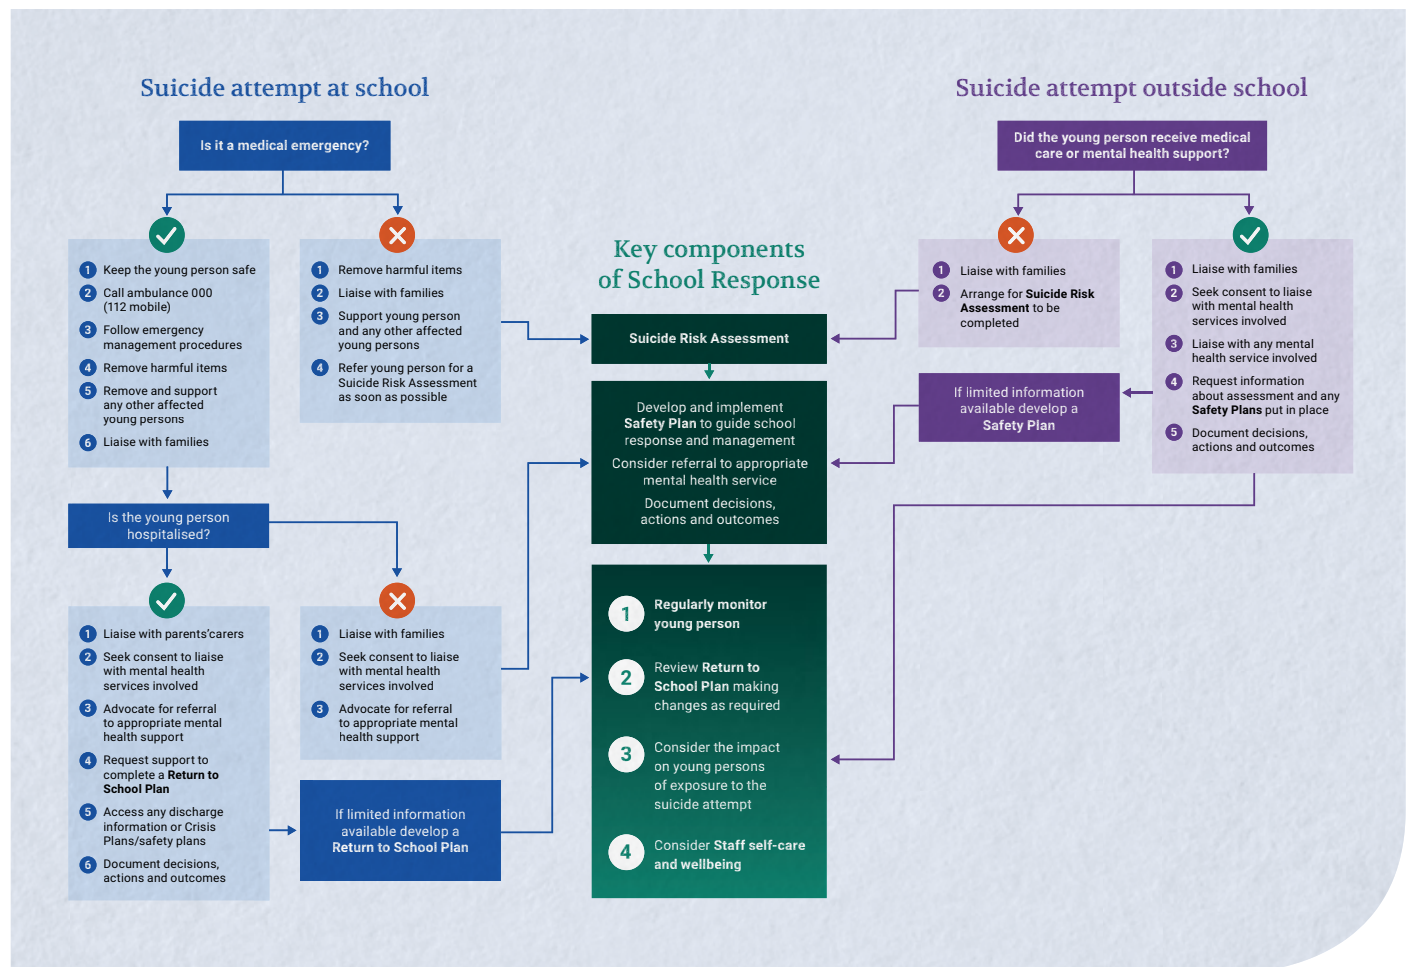 Suicide attempt at school
Is it a medical emergency?
1 Keep the young person safe
2 Call ambulance 000
(112 mobile)
3 Follow emergency
management procedures
4 Remove harmful items
5 Remove and support
any other affected
young persons
6 Liaise with families
1 Remove harmful items
2 Liaise with families
3 Support young person
and any other affected
young persons
4 Refer young person for a
Suicide Risk Assessment
as soon as possible
Is the young person
hospitalised?
1 Liaise with parents'carers
2 Seek consent to liaise
with mental health
services involved
3 Advocate for referral
to appropriate mental
health support
4 Request support to
complete a Return to
School Plan
5 Access any discharge
information or Crisis
Plans/safety plans
6 Document decisions,
actions and outcomes
1 Liaise with families
2 Seek consent to liaise
with mental health
services involved
3 Advocate for referral
to appropriate mental
health support
If limited information
available develop a
Return to School Plan
Key components
of School Response
Suicide Risk Assessment
Develop and implement
Safety Plan to guide school
response and management
Consider referral to appropriate
mental health service
Document decisions,
actions and outcomes
1 Regularly monitor
young person
2 Review Return to
School Plan making
changes as required
3 Consider the impact
on young persons
of exposure to the
suicide attempt
4 Consider Staff self-care
and wellbeing
Suicide attempt outside school
Did the young person receive medical
care or mental health support?
1 Liaise with families
2 Arrange for Suicide Risk
Assessment to be
completed
1 Liaise with families
2 Seek consent to liaise
with mental health
services involved
3 Liaise with any mental
health service involved
4 Request information
about assessment and any
Safety Plans put in place
5 Document decisions,
actions and outcomes
If limited information
available develop a
Safety Plan